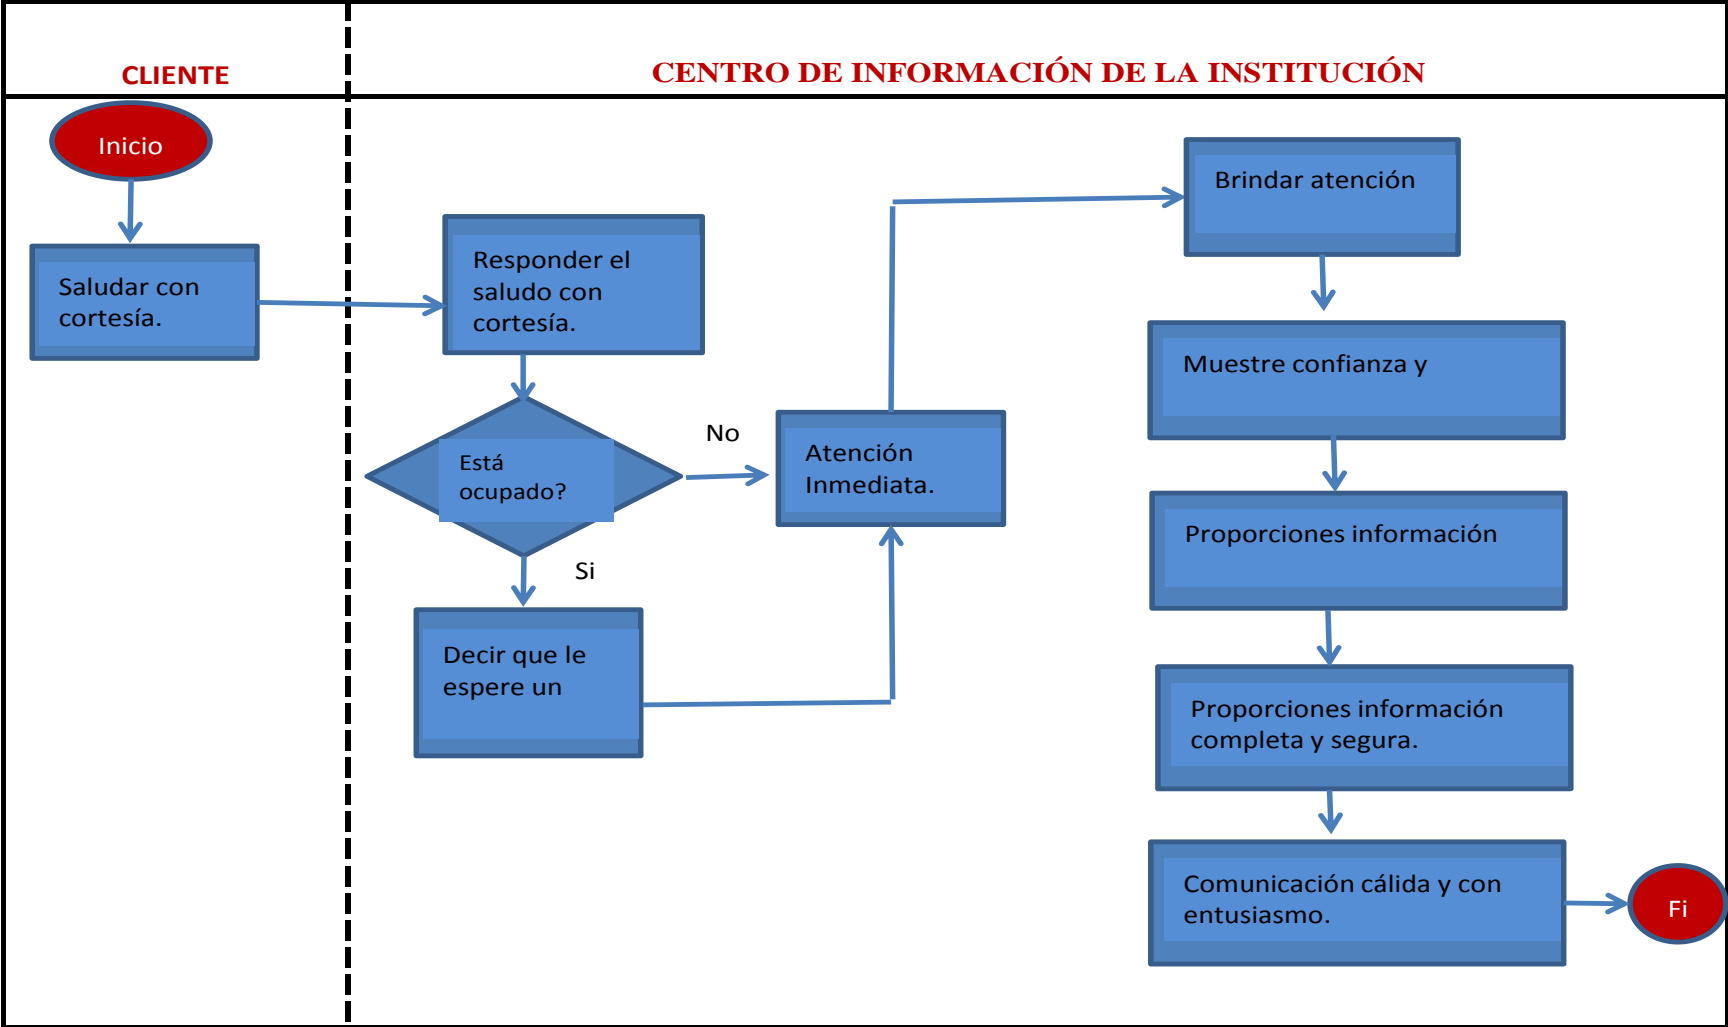 CLIENTE
CENTRO DE INFORMACIÓN DE LA INSTITUCIÓN
Inicio
Saludar con
cortesía.
Responder el
saludo con
cortesía.
Está
ocupado?
No
Si
Atención
Inmediata.
Decir que le
espere un
Brindar atención
Muestre confianza y
Proporciones información
Proporciones información
completa y segura.
Comunicación cálida y con
entusiasmo.
Fi